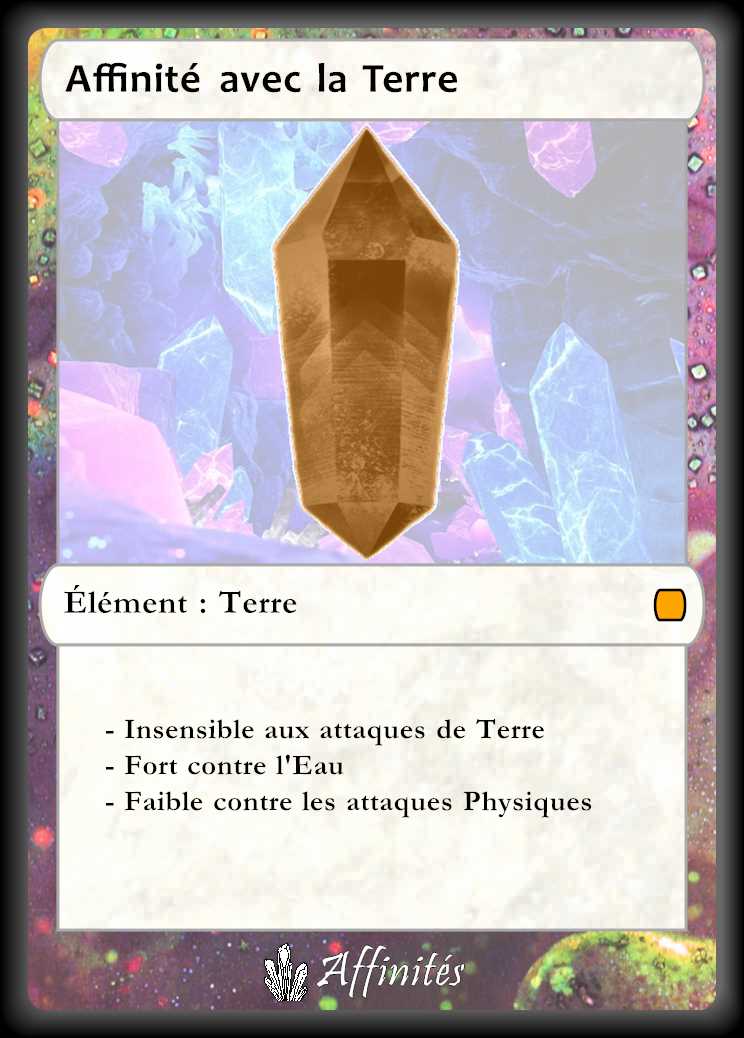 Affinité avec la Terre
Élément : Terre
- Insensible aux attaques de Terre
- Fort contre l'Eau
- Faible contre les attaques Physiques
Affinités